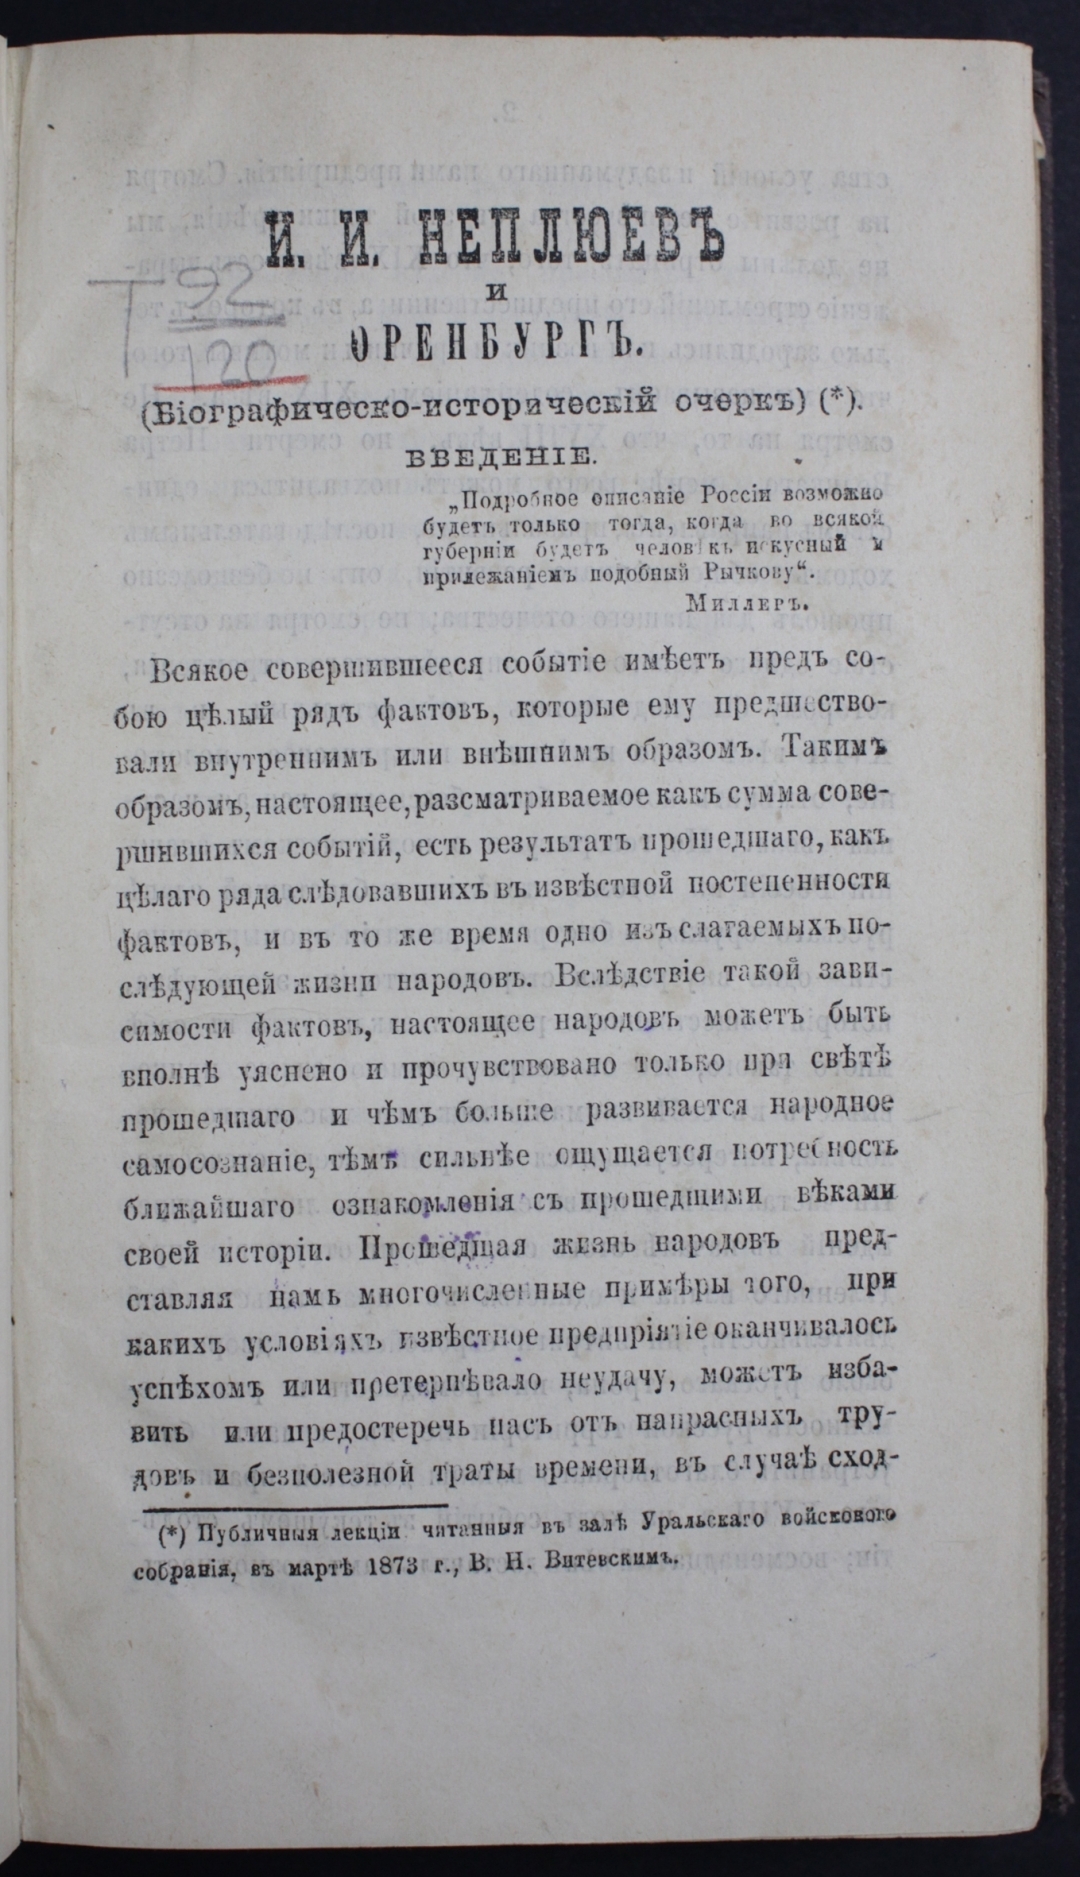 И. И. НЕПЛЮЕВЪ
И
ОРЕНБУРГЪ.
Т 92
120
(Біографическо-историческій очеркъ) (*).
ВВЕДЕНІЕ.
„Подробное описаніе Россіи возможно
будетъ только тогда, когда во всякой
губерніи будетъ человѣкъ искусный и
прилежаніемъ подобный Рычкову“.
Миллеръ.
Всякое совершившееся событіе имѣетъ предъ со-
бою цѣлый рядъ фактовъ, которые ему предшество-
вали внутреннимъ или внѣшнимъ образомъ. Такимъ
образомъ, настоящее, разсматриваемое какъ сумма сове-
ршившихся событій, есть результатъ прошедшаго, какъ
цѣлаго ряда слѣдовавшихъ въ извѣстной постепенности
фактовъ, и въ то же время одно изъ слагаемыхъ по-
слѣдующей жизни народовъ. Вслѣдствіе такой зави-
симости фактовъ, настоящее народовъ можетъ быть
вполнѣ уяснено и прочувствовано только при свѣтѣ
прошедшаго и чѣмъ больше развивается народное
самосознаніе, тѣмъ сильнѣе ощущается потребность
ближайшаго ознакомленія съ прошедшими вѣками
своей исторіи. Прошедшая жизнь народовъ пред-
ставляя намъ многочисленные примѣры того, при
какихъ условіяхъ извѣстное предпріятіе оканчивалось
успѣхомъ или претерпѣвало неудачу, можетъ изба-
вить или предостеречь насъ отъ напрасныхъ тру-
довъ и безполезной траты времени, въ случаѣ сход-
(*) Публичныя лекціи читанныя въ залѣ Уральскаго войскового
собранія, въ мартѣ 1873 г., В. Н. Витевскимъ.